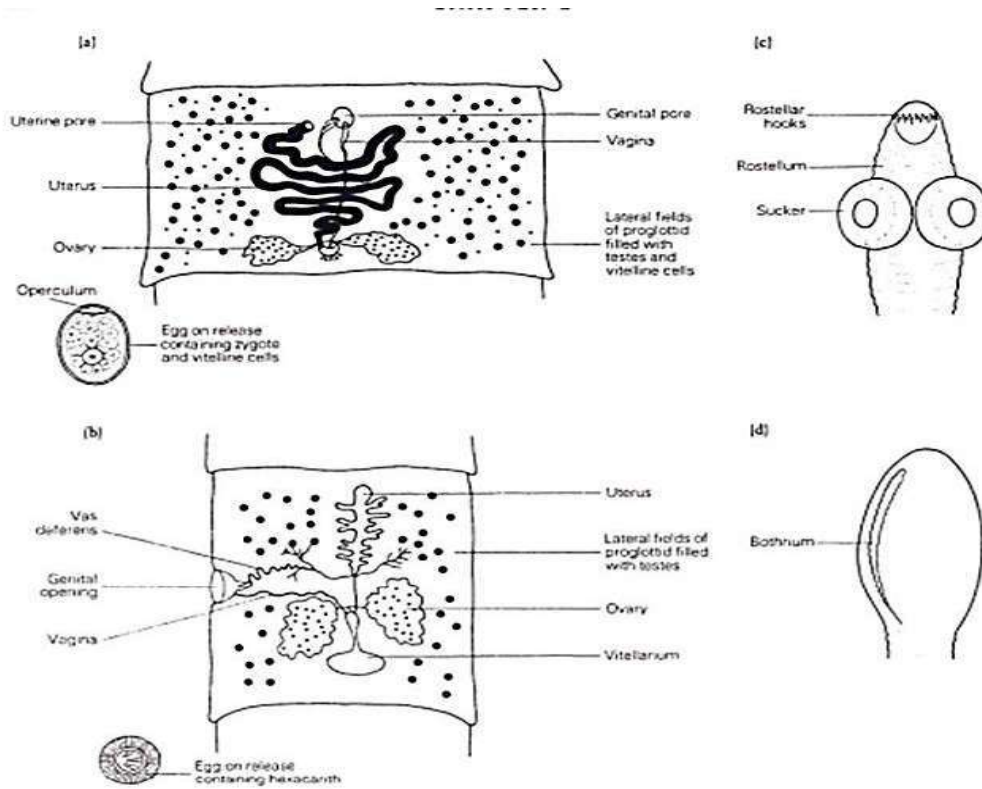 [a]
Uterine pore
Genital pore
Vagina
Uterus
Ovary
Lateral fields
of proglottid
filled with
testes and
vitelline cells
Operculum
Egg on release
containing zygote
and vitelline cells
[c]
Rostellar
hooks
Rostellum
Sucker
(b)
Vas
deferens
Genital
opening
Vagina
Uterus
Lateral fields of
proglottid filled
with testes
Ovary
Vitellarium
Egg on release
containing hexacanth
[d]
Bothrium